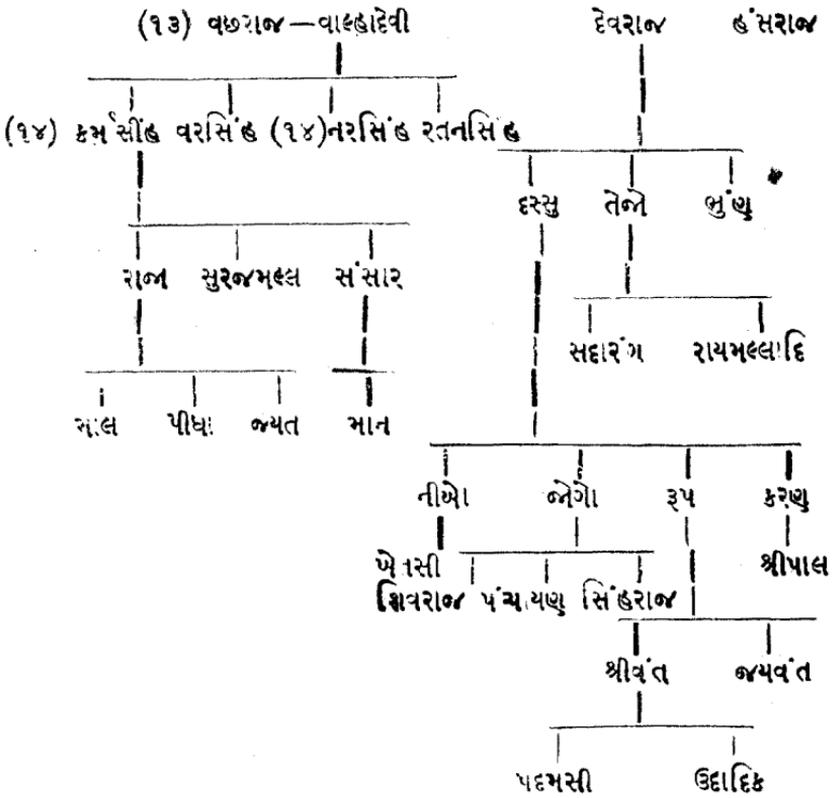 (૧૩) વછરાજ—વાલ્હાદેવી દેવરાજ હંસરાજ
(૧૪) કર્મસીંહ વરસિંહ (૧૪) નરસિંહ રતનસિંહ
દસ્સુ તેજો ભુંણુ
રાજા સુરજમલ્લ સંસાર
સદારંગ રાયમલ્લાદિ
માલ પીથા જયત માન
નીબો જોગો રૂપ કરણુ
ખેતસી શ્રીપાલ
શિવરાજ પંચાયણ સિંહરાજ
શ્રીવંત જયવંત
પદમસી ઉદાદિક